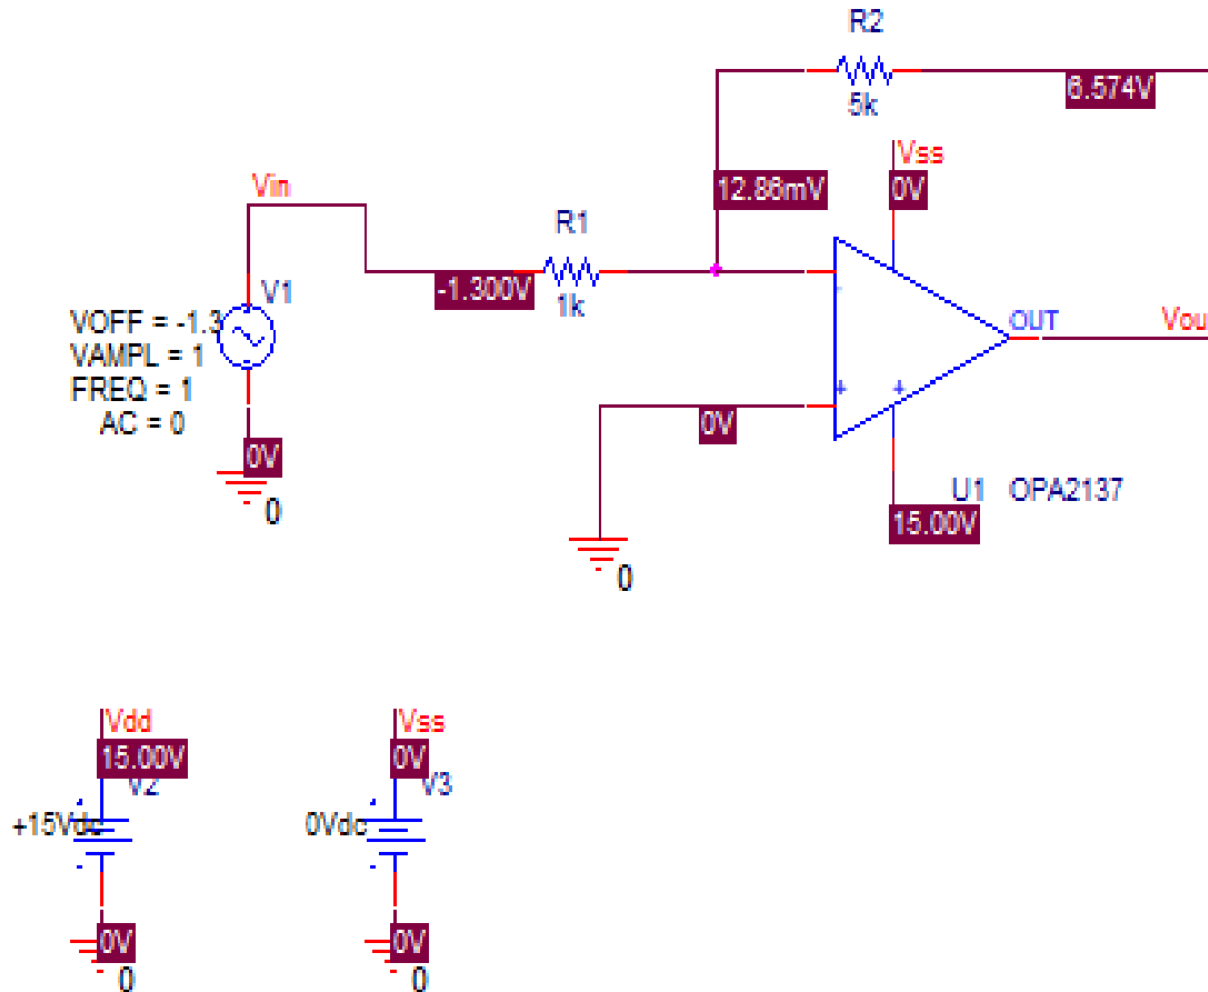 R2
5k
6.574V
Vss
0V
Vin
12.86mV
R1
1k
-1.300V
V1
VOFF = -1.3
VAMPL = 1
FREQ = 1
AC = 0
0V
0
-
+
+
OUT
Vou
0V
0
U1 OPA2137
15.00V
Vdd
15.00V
V2
+15Vdc
-
-
0V
0
Vss
0V
V3
0Vdc
-
-
0V
0